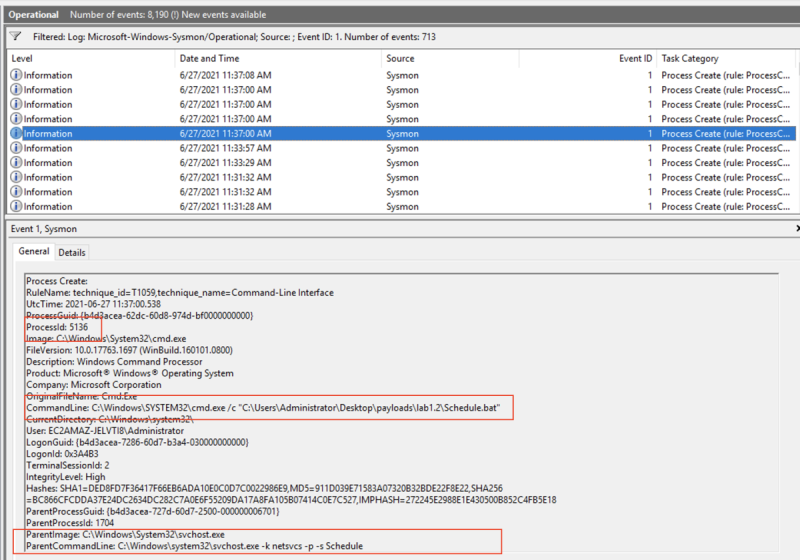 Operational Number of events: 8,190 (!) New events available
Filtered: Log: Microsoft-Windows-Sysmon/Operational; Source: ; Event ID: 1. Number of events: 713
Level Date and Time Source Event ID Task Category
Information 6/27/2021 11:37:08 AM Sysmon 1 Process Create (rule: ProcessC...
Information 6/27/2021 11:37:00 AM Sysmon 1 Process Create (rule: ProcessC...
Information 6/27/2021 11:37:00 AM Sysmon 1 Process Create (rule: ProcessC...
Information 6/27/2021 11:37:00 AM Sysmon 1 Process Create (rule: ProcessC...
Information 6/27/2021 11:37:00 AM Sysmon 1 Process Create (rule: ProcessC...
Information 6/27/2021 11:33:57 AM Sysmon 1 Process Create (rule: ProcessC...
Information 6/27/2021 11:33:29 AM Sysmon 1 Process Create (rule: ProcessC...
Information 6/27/2021 11:31:32 AM Sysmon 1 Process Create (rule: ProcessC...
Information 6/27/2021 11:31:32 AM Sysmon 1 Process Create (rule: ProcessC...
Information 6/27/2021 11:31:28 AM Sysmon 1 Process Create (rule: ProcessC...
Event 1, Sysmon
General Details
Process Create:
RuleName: technique_id=T1059,technique_name=Command-Line Interface
UtcTime: 2021-06-27 11:37:00.538
ProcessGuid: {b4d3acea-62dc-60d8-974d-bf0000000000}
ProcessId: 5136
Image: C:\Windows\System32\cmd.exe
FileVersion: 10.0.17763.1697 (WinBuild.160101.0800)
Description: Windows Command Processor
Product: Microsoft® Windows® Operating System
Company: Microsoft Corporation
OriginalFileName: Cmd.Exe
CommandLine: C:\Windows\SYSTEM32\cmd.exe /c "C:\Users\Administrator\Desktop\payloads\lab1.2\Schedule.bat"
CurrentDirectory: C:\Windows\system32\
User: EC2AMAZ-JELVTI8\Administrator
LogonGuid: {b4d3acea-7286-60d7-b3a4-030000000000}
LogonId: 0x3A4B3
TerminalSessionId: 2
IntegrityLevel: High
Hashes: SHA1=DED8FD7F36417F66EB6ADA10E0C0D7C0022986E9,MD5=911D039E71583A07320B32BDE22F8E22,SHA256
=BC866CFCDDA37E24DC2634DC282C7A0E6F55209DA17A8FA105B07414C0E7C527,IMPHASH=272245E2988E1E430500B852C4FB5E18
ParentProcessGuid: {b4d3acea-727d-60d7-2500-000000006701}
ParentProcessId: 1704
ParentImage: C:\Windows\System32\svchost.exe
ParentCommandLine: C:\Windows\system32\svchost.exe -k netsvcs -p -s Schedule